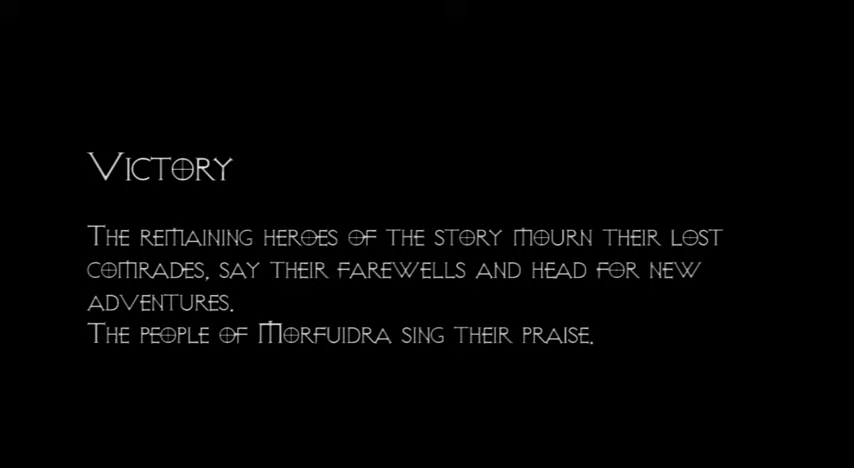 Victory
The remaining heroes of the story mourn their lost
comrades, say their farewells and head for new
adventures.
The people of Morfuidra sing their praise.